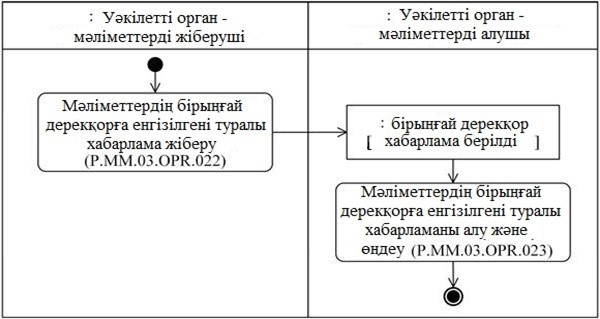 : Уәкілетті орган -
мәліметтерді жіберуші
: Уәкілетті орган -
мәліметтерді алушы
Мәліметтердің бірыңғай
дерекқорға енгізілгені туралы
хабарлама жіберу
(P.MM.03.OPR.022)
: бірыңғай дерекқор
[ хабарлама берілді ]
Мәліметтердің бірыңғай
дерекқорға енгізілгені туралы
хабарламаны алу және
өңдеу (P.MM.03.OPR.023)